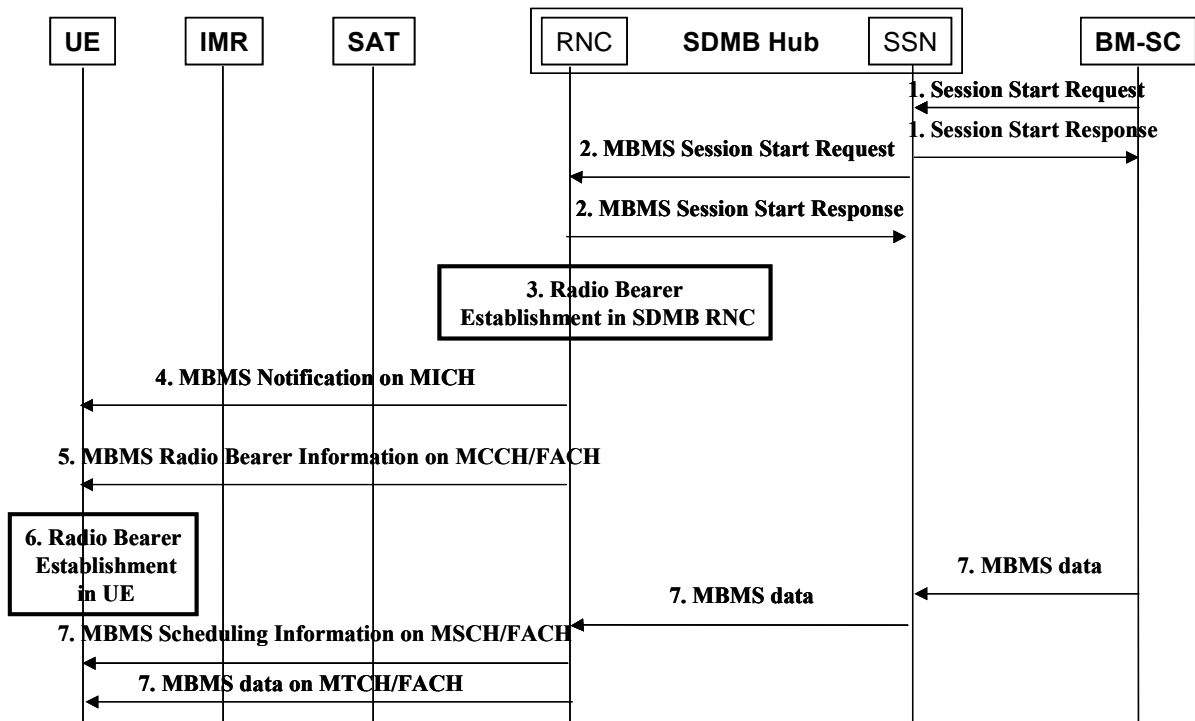 UE IMR SAT RNC SDMB Hub SSN BM-SC
1. Session Start Request
1. Session Start Response
2. MBMS Session Start Request
2. MBMS Session Start Response
3. Radio Bearer
Establishment in SDMB RNC
4. MBMS Notification on MICH
5. MBMS Radio Bearer Information on MCCH/FACH
6. Radio Bearer
Establishment
in UE
7. MBMS data
7. MBMS data
7. MBMS Scheduling Information on MSCH/FACH
7. MBMS data on MTCH/FACH